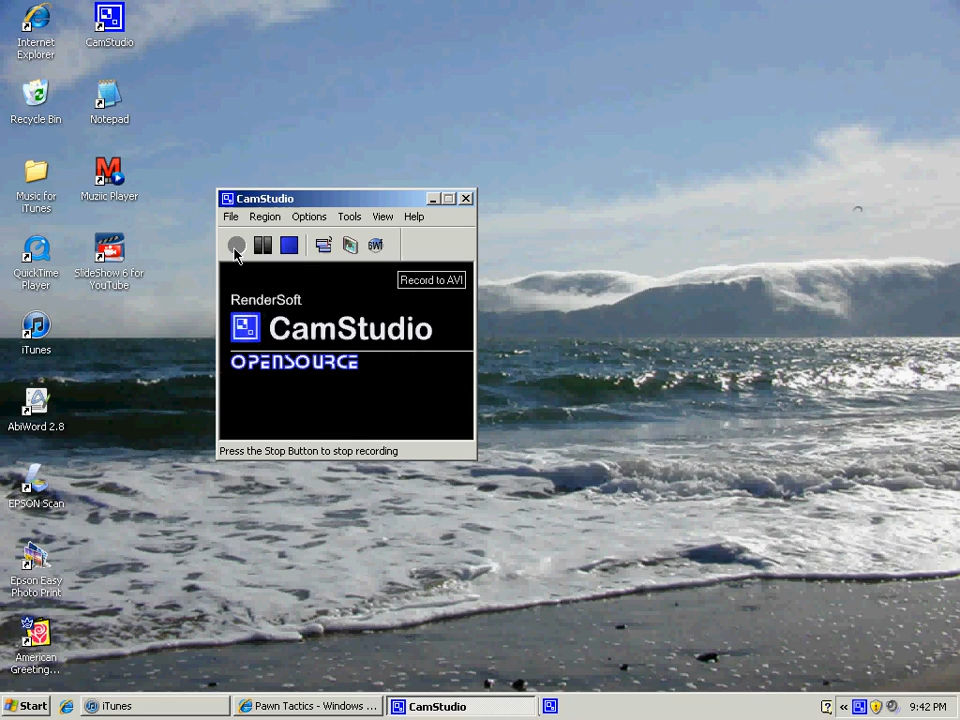 Internet
Explorer
CamStudio
Recycle Bin
Notepad
Music for
iTunes
Muziic Player
QuickTime
Player
SlideShow 6 for
YouTube
iTunes
AbiWord 2.8
EPSON Scan
Epson Easy
Photo Print
American
Greeting...
CamStudio
File Region Options Tools View Help
SWF
Record to AVI
RenderSoft
CamStudio
OPENSOURCE
Press the Stop Button to stop recording
Start
iTunes
Pawn Tactics - Windows ...
CamStudio
9:42 PM